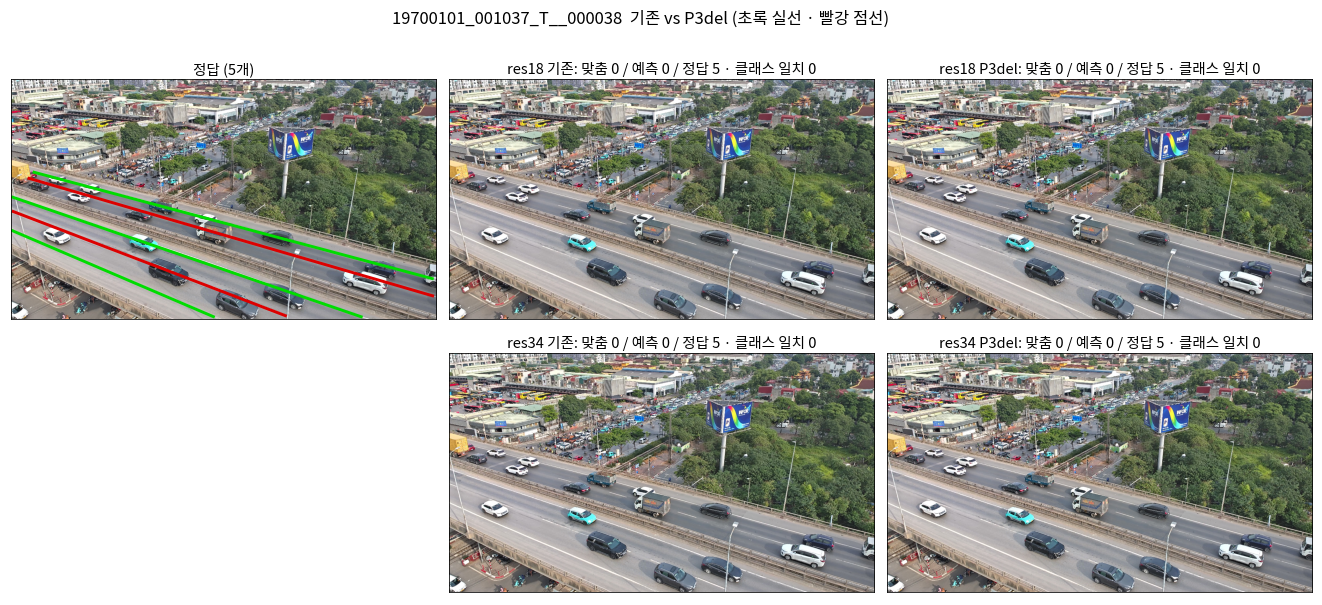 19700101_001037_T__000038 기존 vs P3del (초록 실선 · 빨강 점선)
정답 (5개)
res18 기존: 맞춤 0 / 예측 0 / 정답 5 · 클래스 일치 0
res18 P3del: 맞춤 0 / 예측 0 / 정답 5 · 클래스 일치 0
res34 기존: 맞춤 0 / 예측 0 / 정답 5 · 클래스 일치 0
res34 P3del: 맞춤 0 / 예측 0 / 정답 5 · 클래스 일치 0